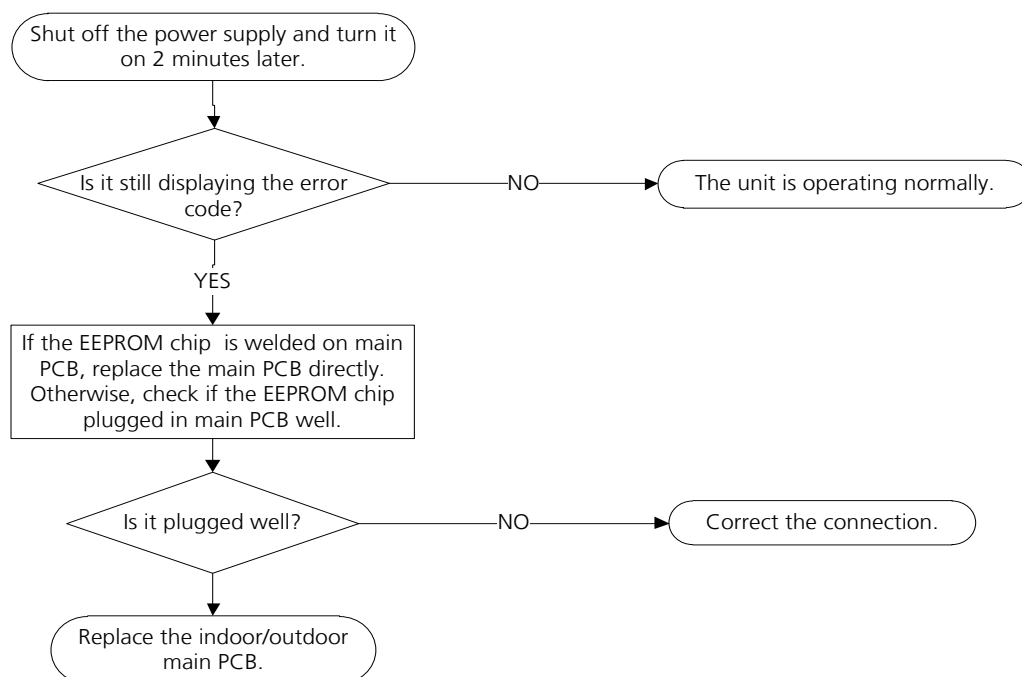 Shut off the power supply and turn it
on 2 minutes later.
Is it still displaying the error
code?
NO
The unit is operating normally.
YES
If the EEPROM chip  is welded on main
PCB, replace the main PCB directly.
Otherwise, check if the EEPROM chip
plugged in main PCB well.
Is it plugged well?
NO
Correct the connection.
Replace the indoor/outdoor
main PCB.